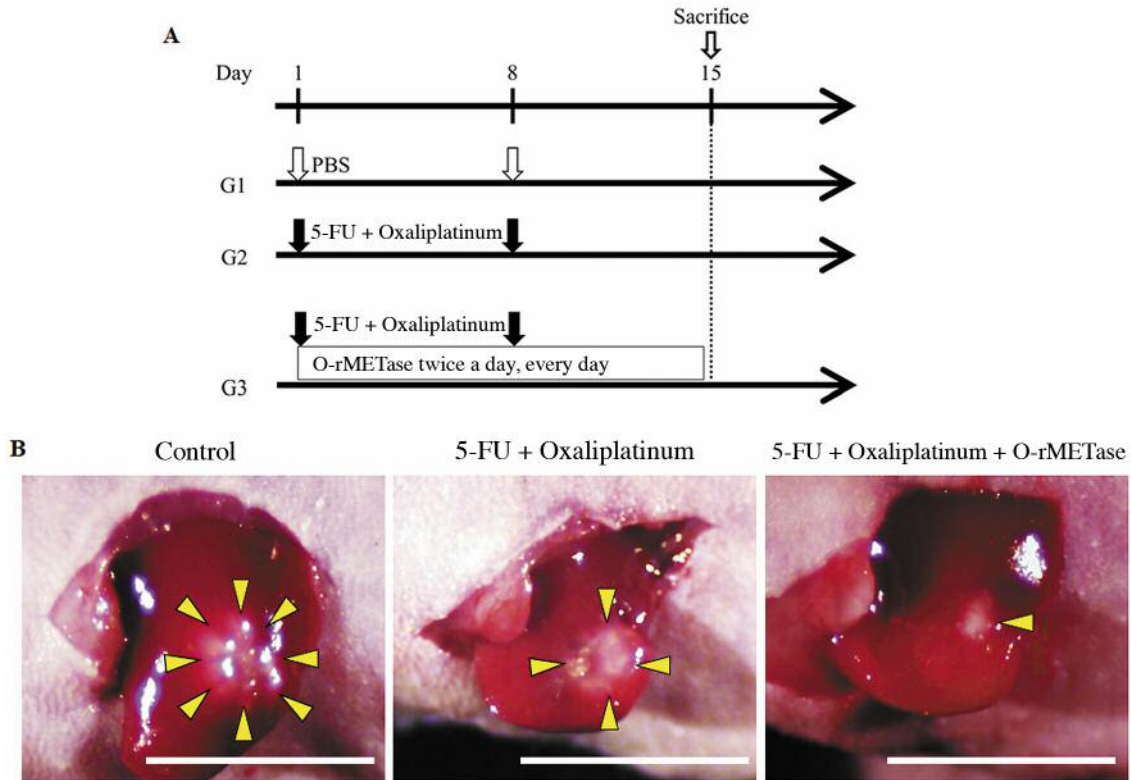 A
Sacrifice
Day 1 8 15
PBS
G1
5-FU + Oxaliplatinum
G2
5-FU + Oxaliplatinum
O-rMETase twice a day, every day
G3
B
Control
5-FU + Oxaliplatinum
5-FU + Oxaliplatinum + O-rMETase